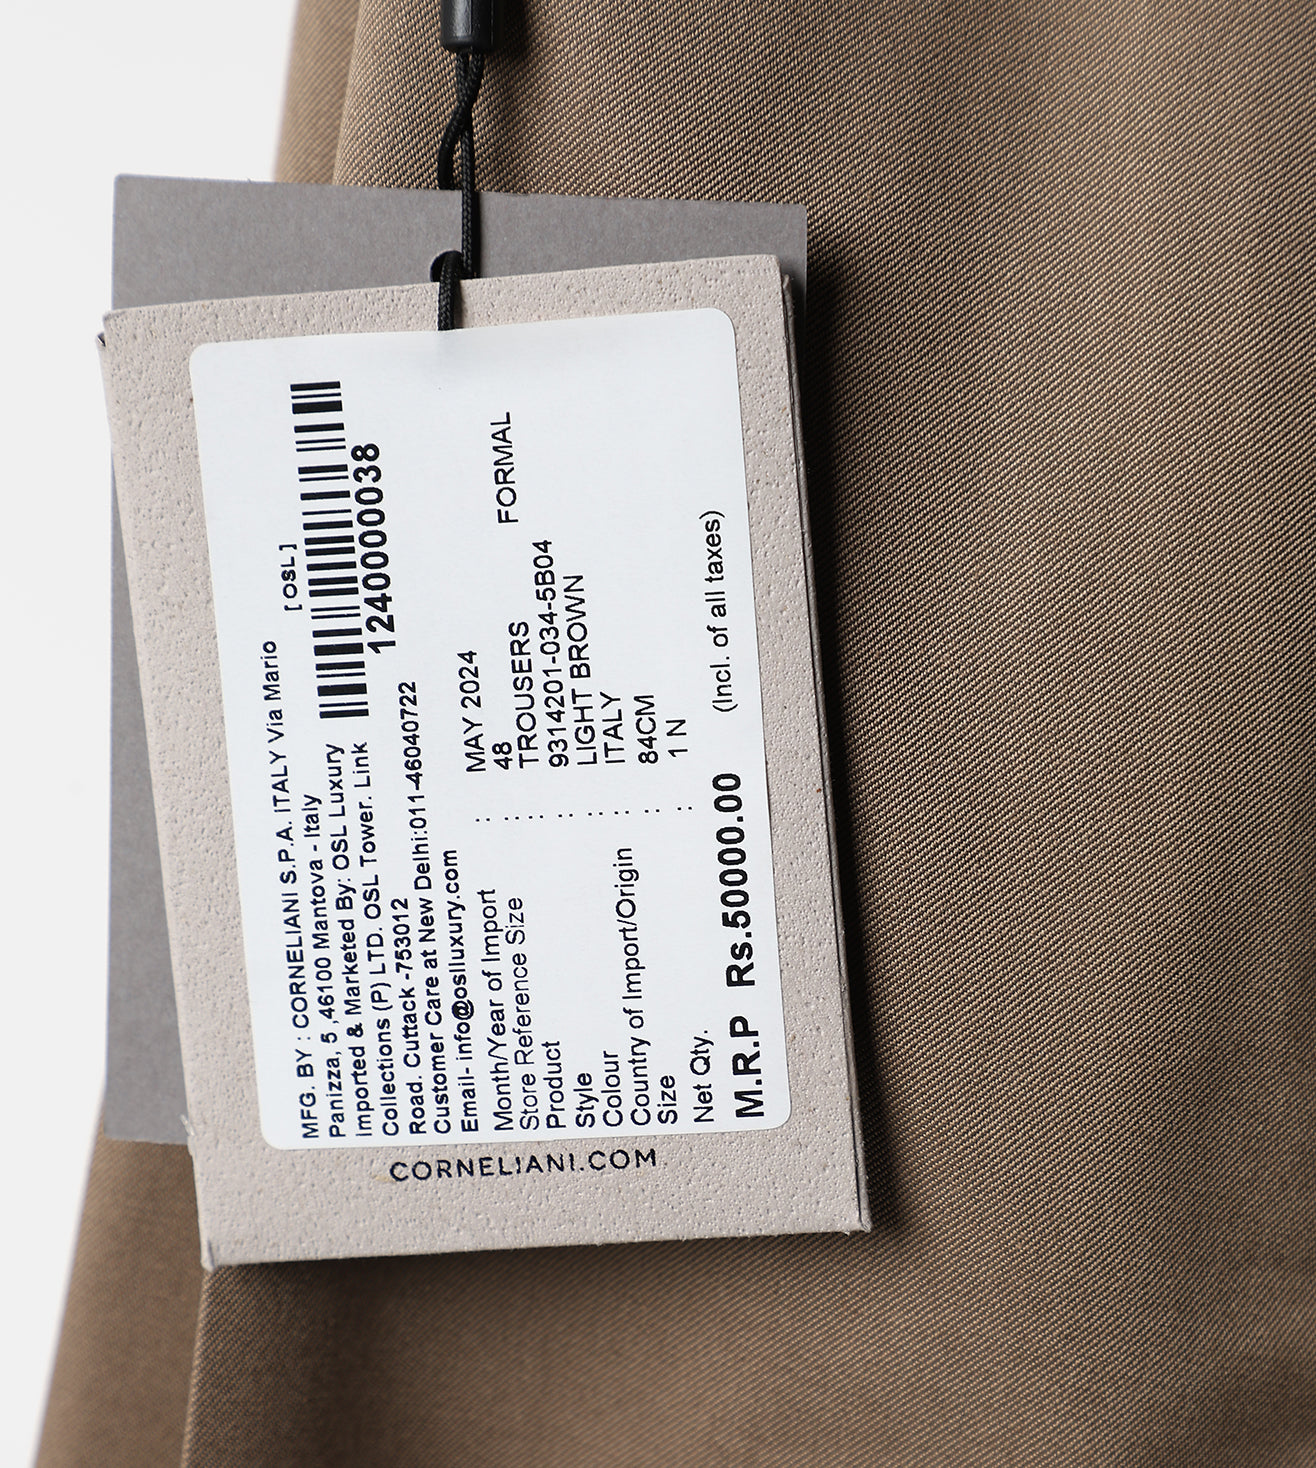 MFG. BY : CORNELIANI S.P.A. ITALY Via Mario
Panizza, 5 ,46100 Mantova - Italy [OSL]
Imported & Marketed By: OSL Luxury
Collections (P) LTD. OSL Tower. Link
Road. Cuttack -753012 1240000038
Customer Care at New Delhi:011-46040722
Email- info@oslluxury.com
Month/Year of Import : MAY 2024
Store Reference Size : 48
Product : TROUSERS FORMAL
Style : 9314201-034-5B04
Colour : LIGHT BROWN
Country of Import/Origin : ITALY
Size : 84CM
Net Qty. : 1 N
M.R.P Rs.50000.00 (Incl. of all taxes)
CORNELIANI.COM